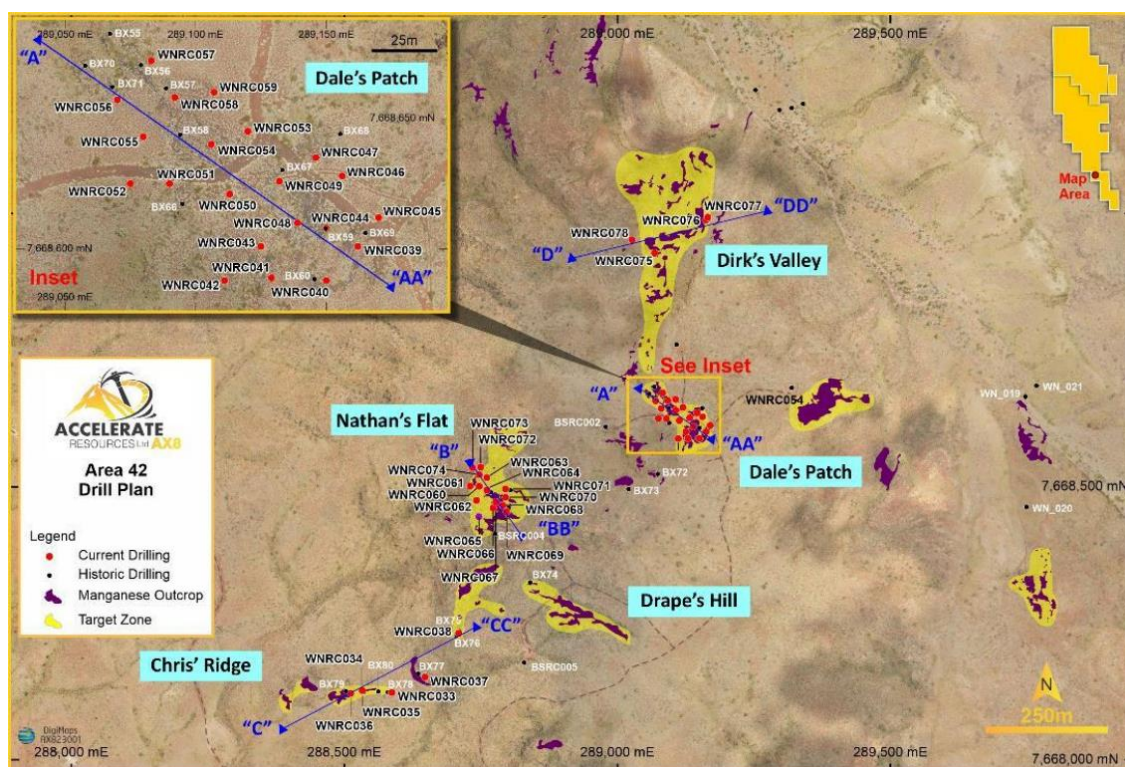 289,050 mE
289,100 mE
289,150 mE
289,000 mE
289,500 mE
25m
"A"
BX55
BX70
BX56
WNRC057
Dale's Patch
BX71
BX57
WNRC059
WNRC056
WNRC058
7,668,650 mN
WNRC055
BX58
WNRC053
BX68
WNRC054
WNRC047
BX67
WNRC052
WNRC051
WNRC049
WNRC046
BX66
WNRC050
WNRC048
WNRC044
WNRC045
BX59
BX69
7,668,600 mN
WNRC043
WNRC039
Inset
WNRC041
BX60
"AA"
289,050 mE
WNRC042
WNRC040
Map
Area
WNRC077
WNRC076
"DD"
WNRC078
"D"
WNRC075
Dirk's Valley
See Inset
"A"
WNRC054
WN_019
WN_021
BSRC002
"AA"
Dale's Patch
BX72
BX73
7,668,500 mN
WN_020
ACCELERATE
RESOURCES Ltd AX8
Area 42
Drill Plan
Legend
Current Drilling
Historic Drilling
Manganese Outcrop
Target Zone
Nathan's Flat
WNRC073
WNRC072
"B"
WNRC063
WNRC074
WNRC064
WNRC061
WNRC071
WNRC060
WNRC070
WNRC062
WNRC068
"BB"
WNRC065
BSRC004
WNRC066
WNRC069
WNRC067
BX74
Drape's Hill
BX75
"CC"
WNRC038
BX76
BSRC005
Chris' Ridge
WNRC034
BX80
BX77
BX79
BX78
WNRC037
WNRC033
WNRC035
"C"
WNRC036
N
250m
DigiMaps
AX823001
288,000 mE
288,500 mE
289,000 mE
289,500 mE
7,668,000 mN